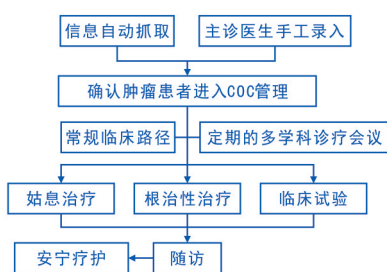 信息自动抓取
主诊医生手工录入
确认肿瘤患者进入COC管理
常规临床路径
定期的多学科诊疗会议
姑息治疗
根治性治疗
临床试验
安宁疗护
随访